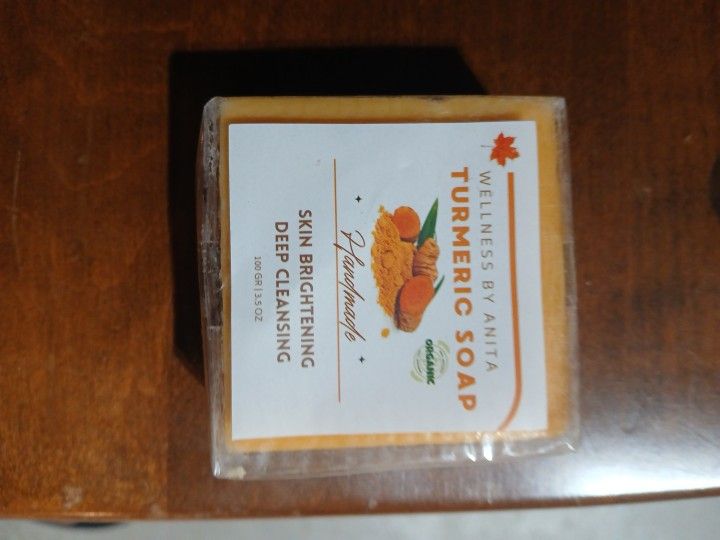 WELLNESS BY ANITA
TURMERIC SOAP
ORGANIC
Handmade
SKIN BRIGHTENING
DEEP CLEANSING
100 GR | 3.5 OZ